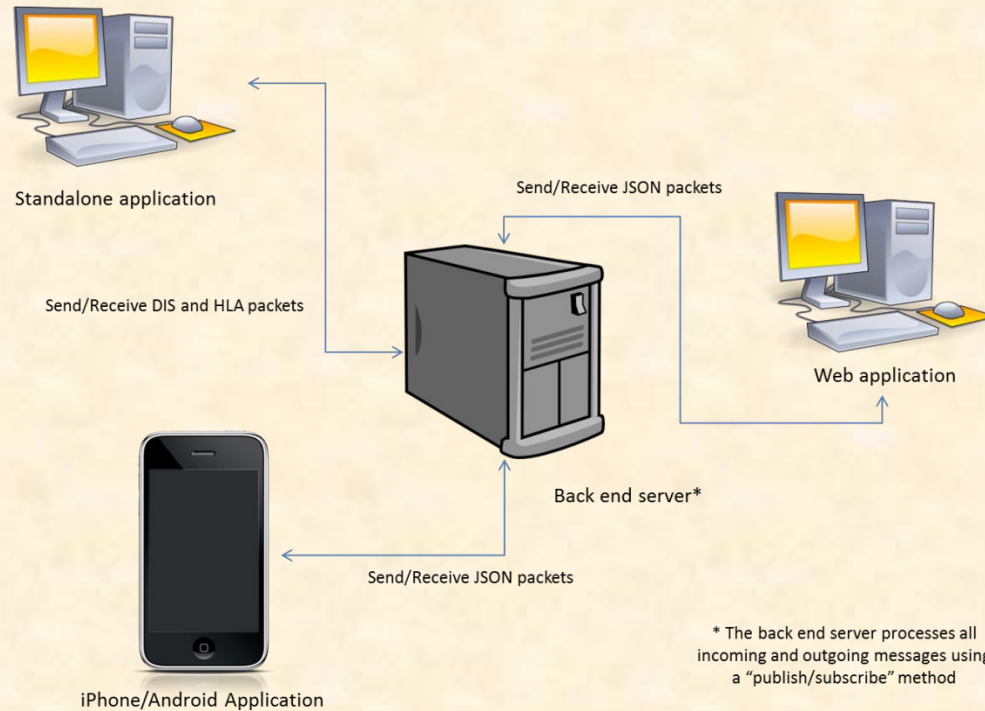 Standalone application
Send/Receive JSON packets
Send/Receive DIS and HLA packets
Web application
Back end server*
Send/Receive JSON packets
* The back end server processes all
incoming and outgoing messages using
a “publish/subscribe” method
iPhone/Android Application